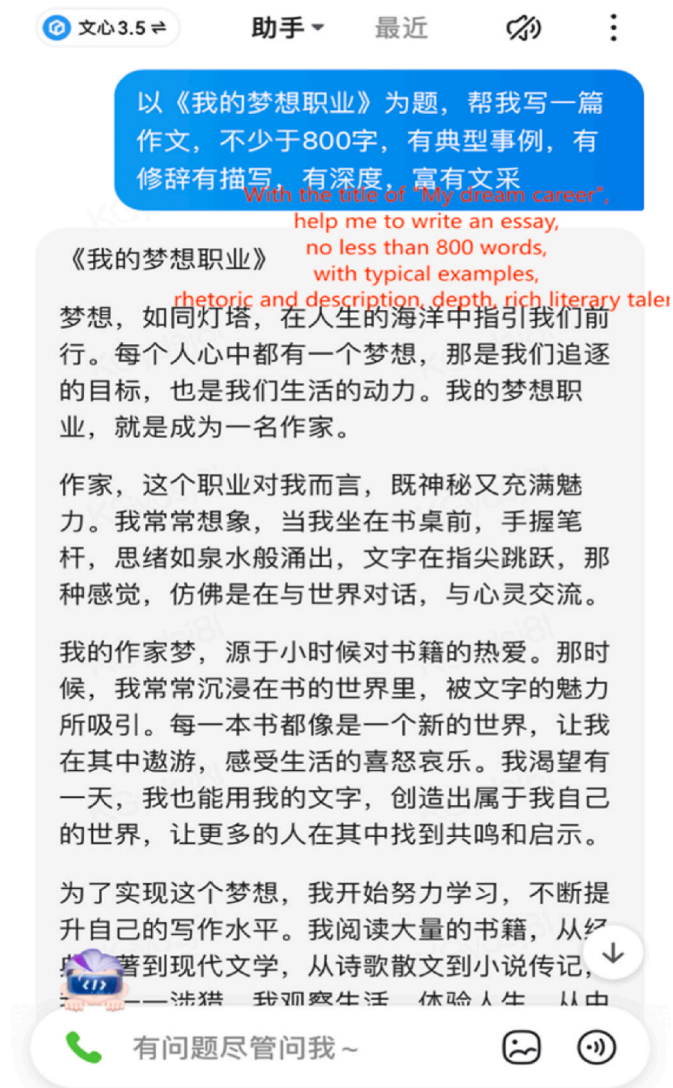 文心3.5
助手
最近
以《我的梦想职业》为题，帮我写一篇
作文，不少于800字，有典型事例，有
修辞有描写，有深度，富有文采
With the title of "My dream career",
help me to write an essay,
no less than 800 words,
with typical examples,
rhetoric and description, depth, rich literary
《我的梦想职业》
梦想，如同灯塔，在人生的海洋中指引我们前
行。每个人心中都有一个梦想，那是我们追逐
的目标，也是我们生活的动力。我的梦想职
业，就是成为一名作家。
作家，这个职业对我而言，既神秘又充满魅
力。我常常想象，当我坐在书桌前，手握笔
杆，思绪如泉水般涌出，文字在指尖跳跃，那
种感觉，仿佛是在与世界对话，与心灵交流。
我的作家梦，源于小时候对书籍的热爱。那时
候，我常常沉浸在书的世界里，被文字的魅力
所吸引。每一本书都像是一个新的世界，让我
在其中遨游，感受生活的喜怒哀乐。我渴望有
一天，我也能用我的文字，创造出属于我自己
的世界，让更多的人在其中找到共鸣和启示。
为了实现这个梦想，我开始努力学习，不断提
升自己的写作水平。我阅读大量的书籍，从经
著到现代文学，从诗歌散文到小说传记，
一一涉猎。我观察生活，体验人生，从中
有问题尽管问我~